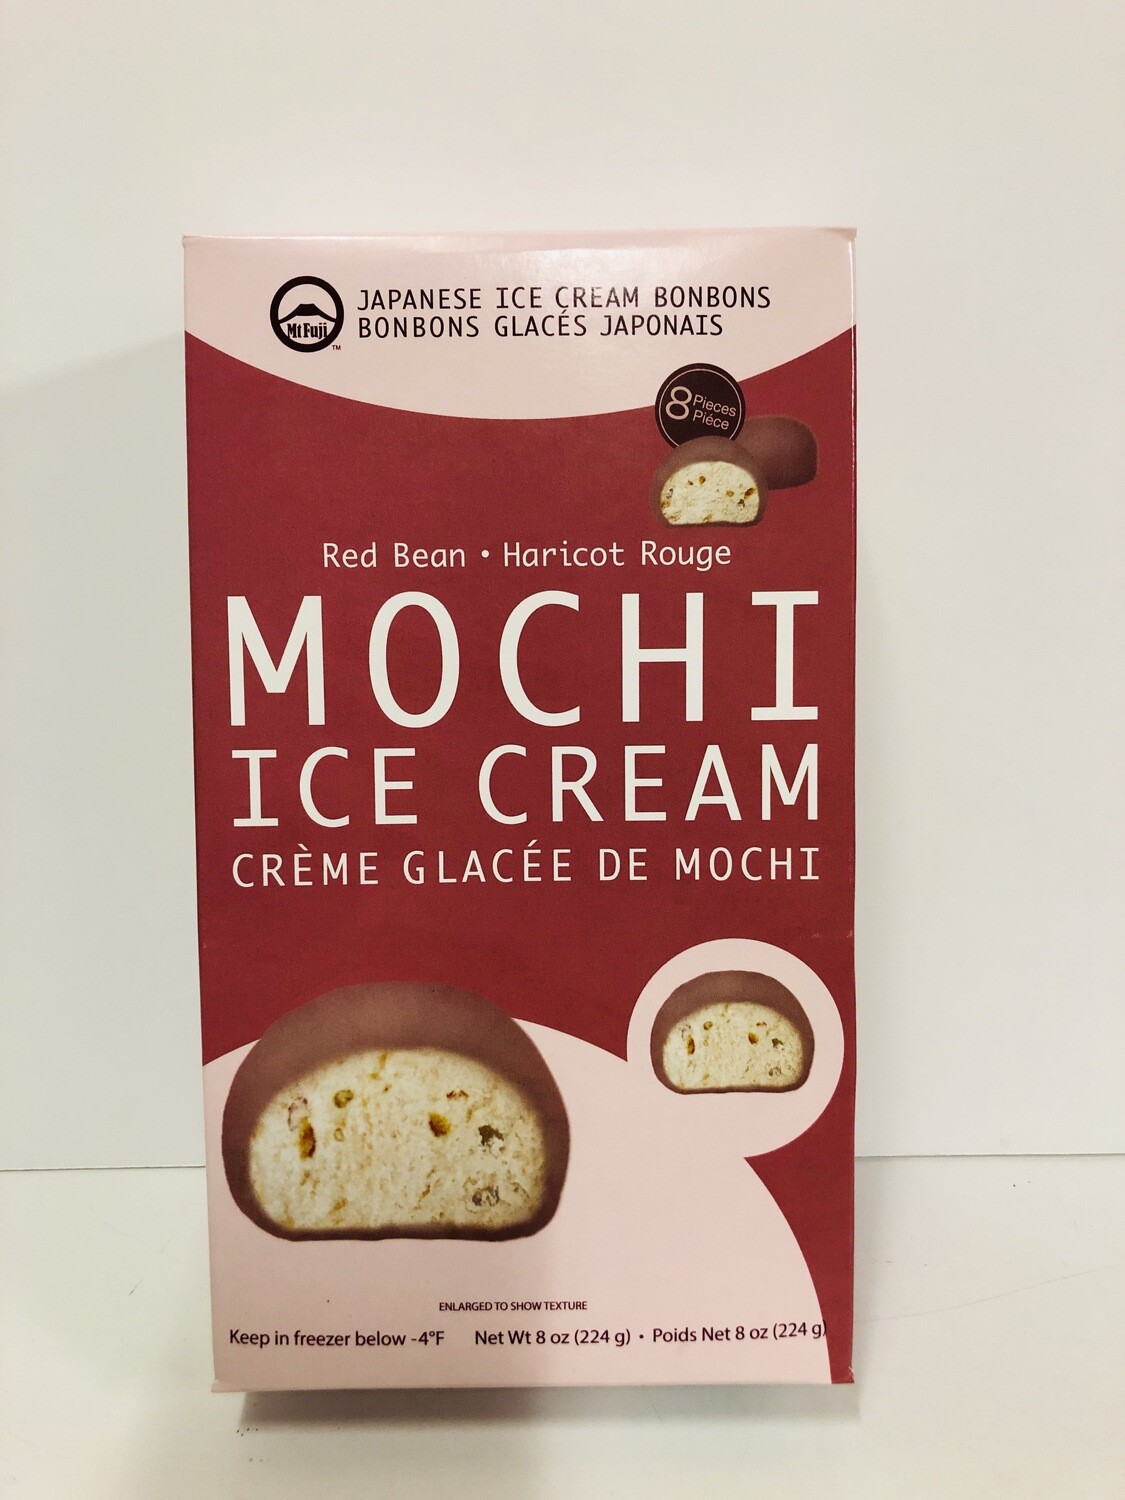 Mt Fuji
TM
JAPANESE ICE CREAM BONBONS
BONBONS GLACÉS JAPONAIS
8 Pieces
Piéce
Red Bean • Haricot Rouge
MOCHI
ICE CREAM
CRÈME GLACÉE DE MOCHI
ENLARGED TO SHOW TEXTURE
Keep in freezer below -4°F Net Wt 8 oz (224 g) • Poids Net 8 oz (224 g)